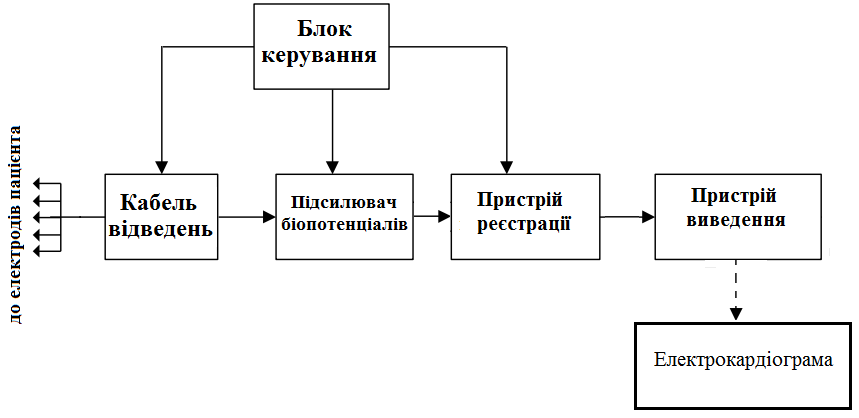 Блок
керування
до електродів пацієнта
Кабель
відведень
Підсилювач
біопотенціалів
Пристрій
реєстрації
Пристрій
виведення
Електрокардіограма